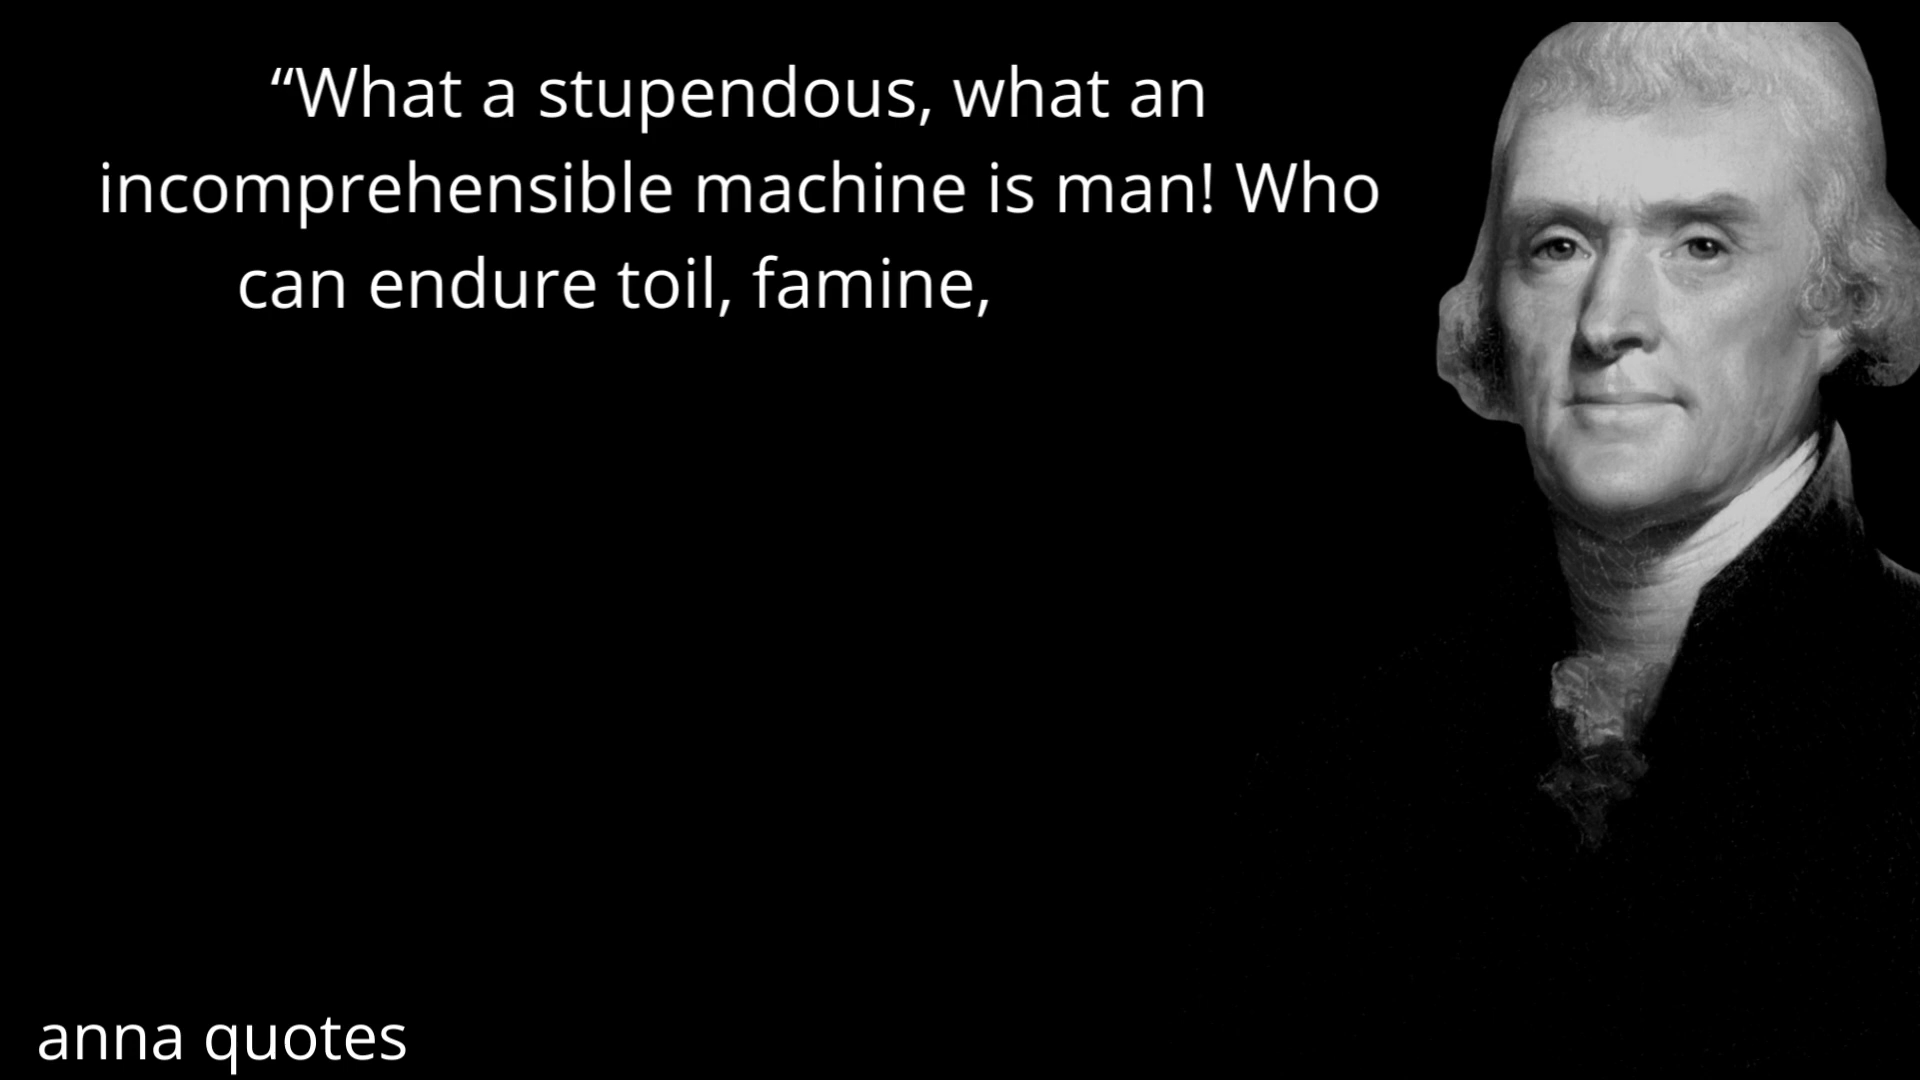 “What a stupendous, what an
incomprehensible machine is man! Who
can endure toil, famine,
anna quotes